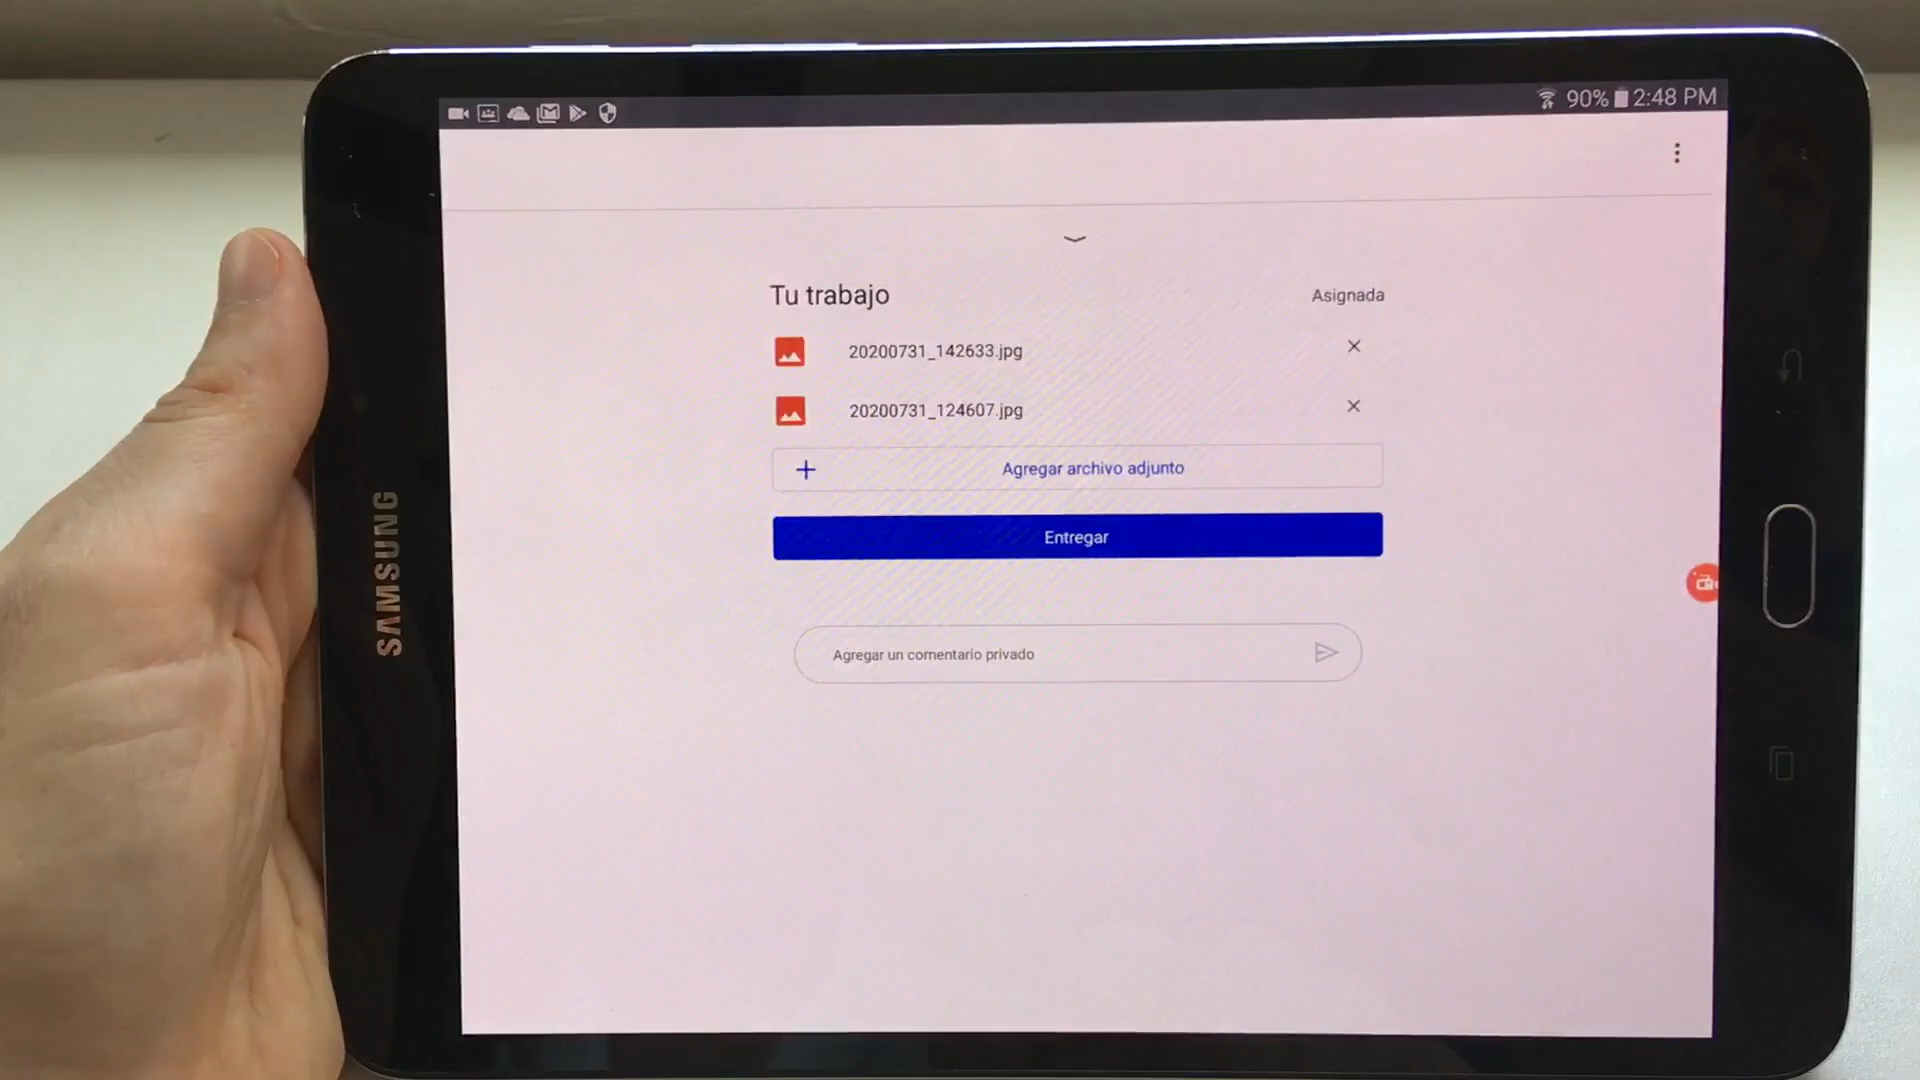 90% 2:48 PM
Tu trabajo
Asignada
20200731_142633.jpg
20200731_124607.jpg
Agregar archivo adjunto
Entregar
Agregar un comentario privado
SAMSUNG